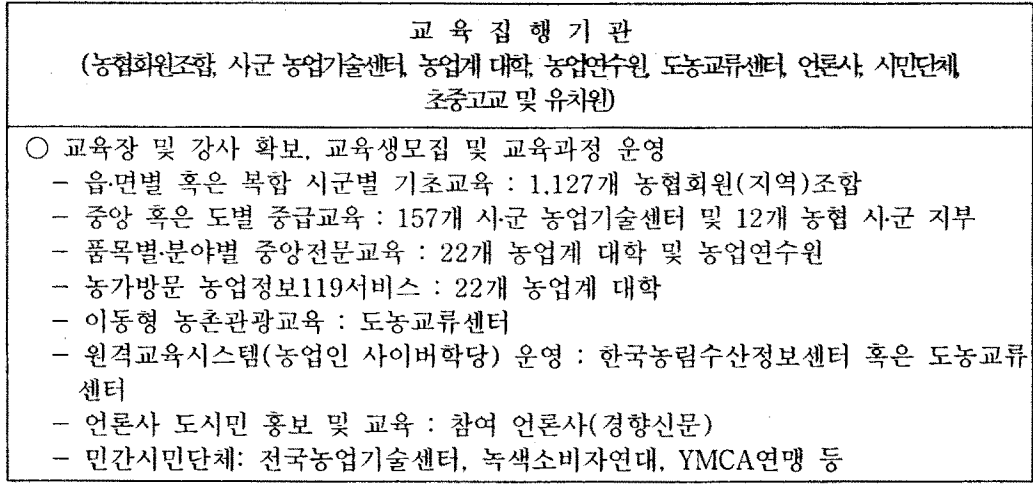 교 육 집 행 기 관
(농협회원조합, 시군 농업기술센터, 농업계 대학, 농업연수원, 도농교류센터, 언론사, 시민단체,
초중고교 및 유치원)
○ 교육장 및 강사 확보, 교육생모집 및 교육과정 운영
- 읍·면별 혹은 복합 시군별 기초교육 : 1,127개 농협회원(지역)조합
- 중앙 혹은 도별 중급교육 : 157개 시·군 농업기술센터 및 12개 농협 시·군 지부
- 품목별·분야별 중앙전문교육 : 22개 농업계 대학 및 농업연수원
- 농가방문 농업정보119서비스 : 22개 농업계 대학
- 이동형 농촌관광교육 : 도농교류센터
- 원격교육시스템(농업인 사이버학당) 운영 : 한국농림수산정보센터 혹은 도농교류
센터
- 언론사 도시민 홍보 및 교육 : 참여 언론사(경향신문)
- 민간시민단체: 전국농업기술센터, 녹색소비자연대, YMCA연맹 등